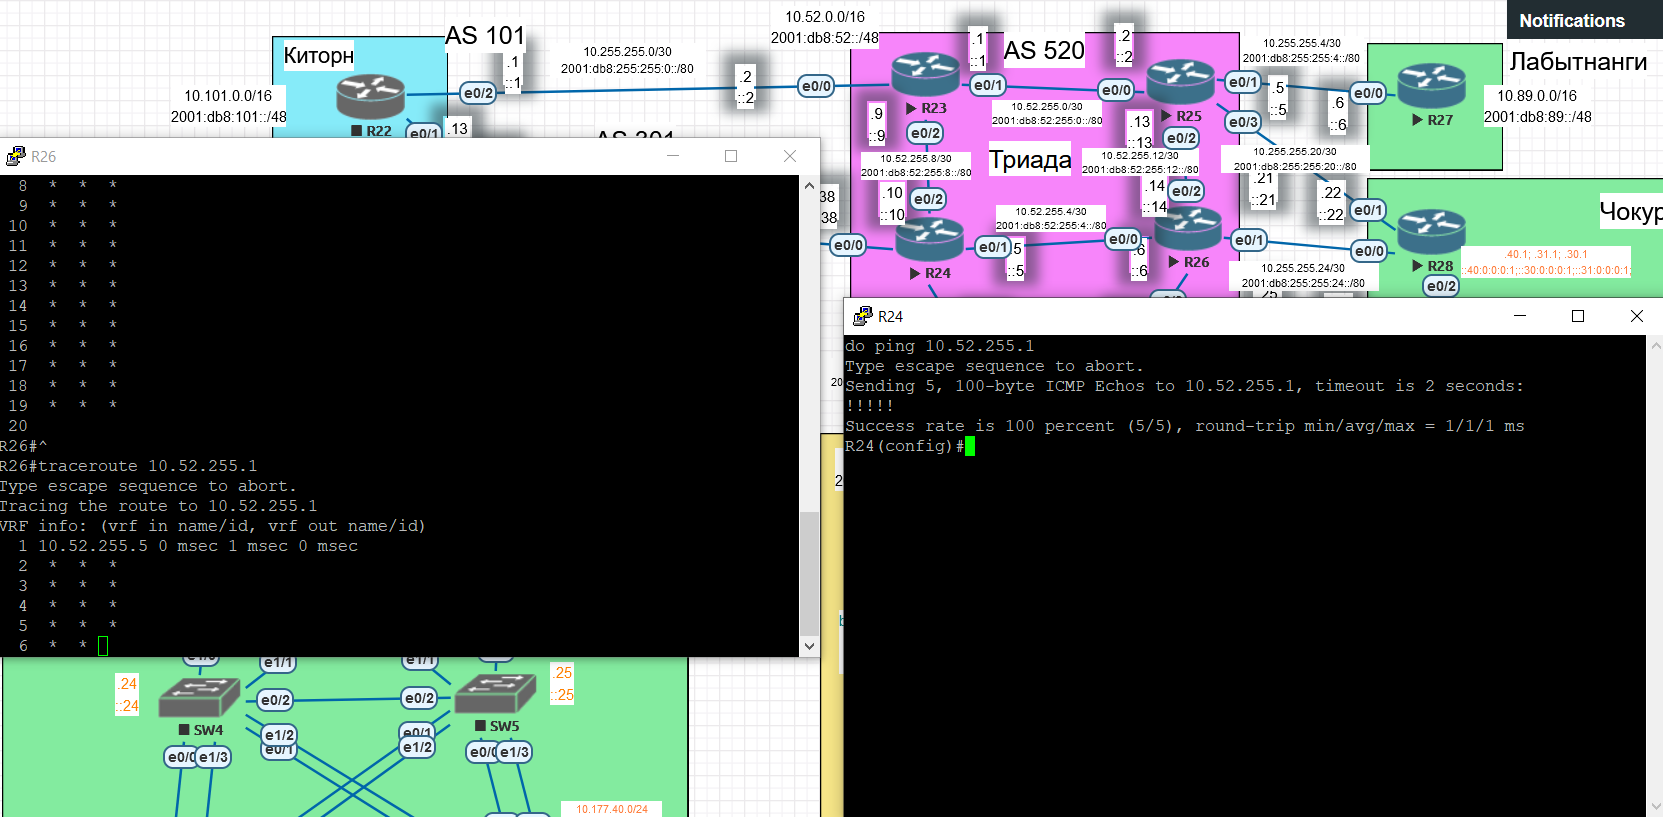 Notifications
10.52.0.0/16
2001:db8:52::/48
AS 101
Киторн
10.255.255.0/30
2001:db8:255:255:0::/80
.1
::1
.2
::2
e0/2
e0/0
10.101.0.0/16
2001:db8:101::/48
R22
e0/1
.13
AS 301
.1
::1
AS 520
.2
::2
10.255.255.4/30
2001:db8:255:255:4::/80
Лабытнанги
e0/1
e0/0
e0/1
.5
::5
.6
::6
e0/0
10.89.0.0/16
2001:db8:89::/48
R23
R25
R27
10.52.255.0/30
2001:db8:52:255:0::/80
.9
::9
e0/2
.13
::13
e0/2
e0/3
Триада
10.52.255.8/30
2001:db8:52:255:8::/80
10.52.255.12/30
2001:db8:52:255:12::/80
10.255.255.20/30
2001:db8:255:255:20::/80
.10
::10
e0/2
.14
::14
e0/2
.21
::21
.22
::22
e0/1
Чокур
38
38
10.52.255.4/30
2001:db8:52:255:4::/80
e0/0
e0/1
.5
::5
e0/0
.6
::6
e0/1
e0/0
R24
R26
R28
10.255.255.24/30
2001:db8:255:255:24::/80
.40.1; .31.1; .30.1
::40:0:0:0:1;::30:0:0:0:1;::31:0:0:0:1;
e0/2
R26
8 * * *
9 * * *
10 * * *
11 * * *
12 * * *
13 * * *
14 * * *
15 * * *
16 * * *
17 * * *
18 * * *
19 * * *
20
R26#^
R26#traceroute 10.52.255.1
Type escape sequence to abort.
Tracing the route to 10.52.255.1
VRF info: (vrf in name/id, vrf out name/id)
1 10.52.255.5 0 msec 1 msec 0 msec
2 * * *
3 * * *
4 * * *
5 * * *
6 * *
R24
do ping 10.52.255.1
Type escape sequence to abort.
Sending 5, 100-byte ICMP Echos to 10.52.255.1, timeout is 2 seconds:
!!!!!
Success rate is 100 percent (5/5), round-trip min/avg/max = 1/1/1 ms
R24(config)#
20
2
e1/1
e1/1
.24
::24
e0/2
e0/2
.25
::25
SW4
SW5
e1/2
e0/1
e0/1
e1/2
e0/0
e1/3
e0/0
e1/3
10.177.40.0/24